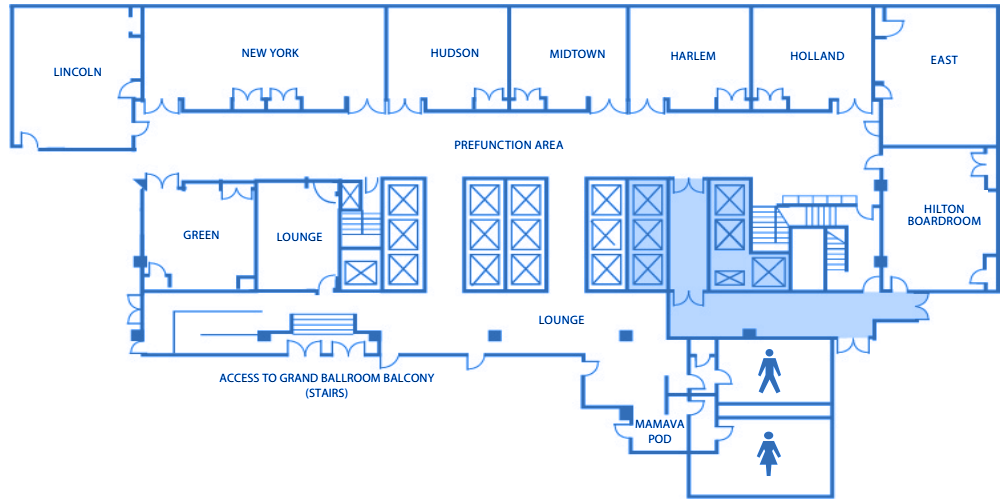 LINCOLN
NEW YORK
HUDSON
MIDTOWN
HARLEM
HOLLAND
EAST
PREFUNCTION AREA
GREEN
LOUNGE
HILTON
BOARDROOM
LOUNGE
ACCESS TO GRAND BALLROOM BALCONY
(STAIRS)
MAMAVA
POD